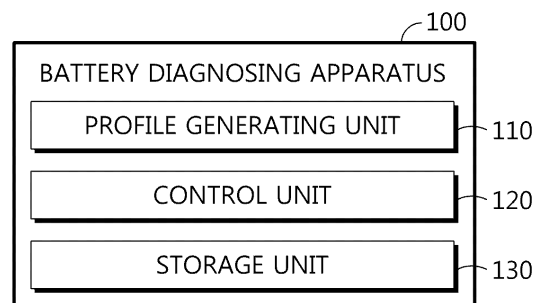 100
BATTERY DIAGNOSING APPARATUS
PROFILE GENERATING UNIT
110
CONTROL UNIT
120
STORAGE UNIT
130